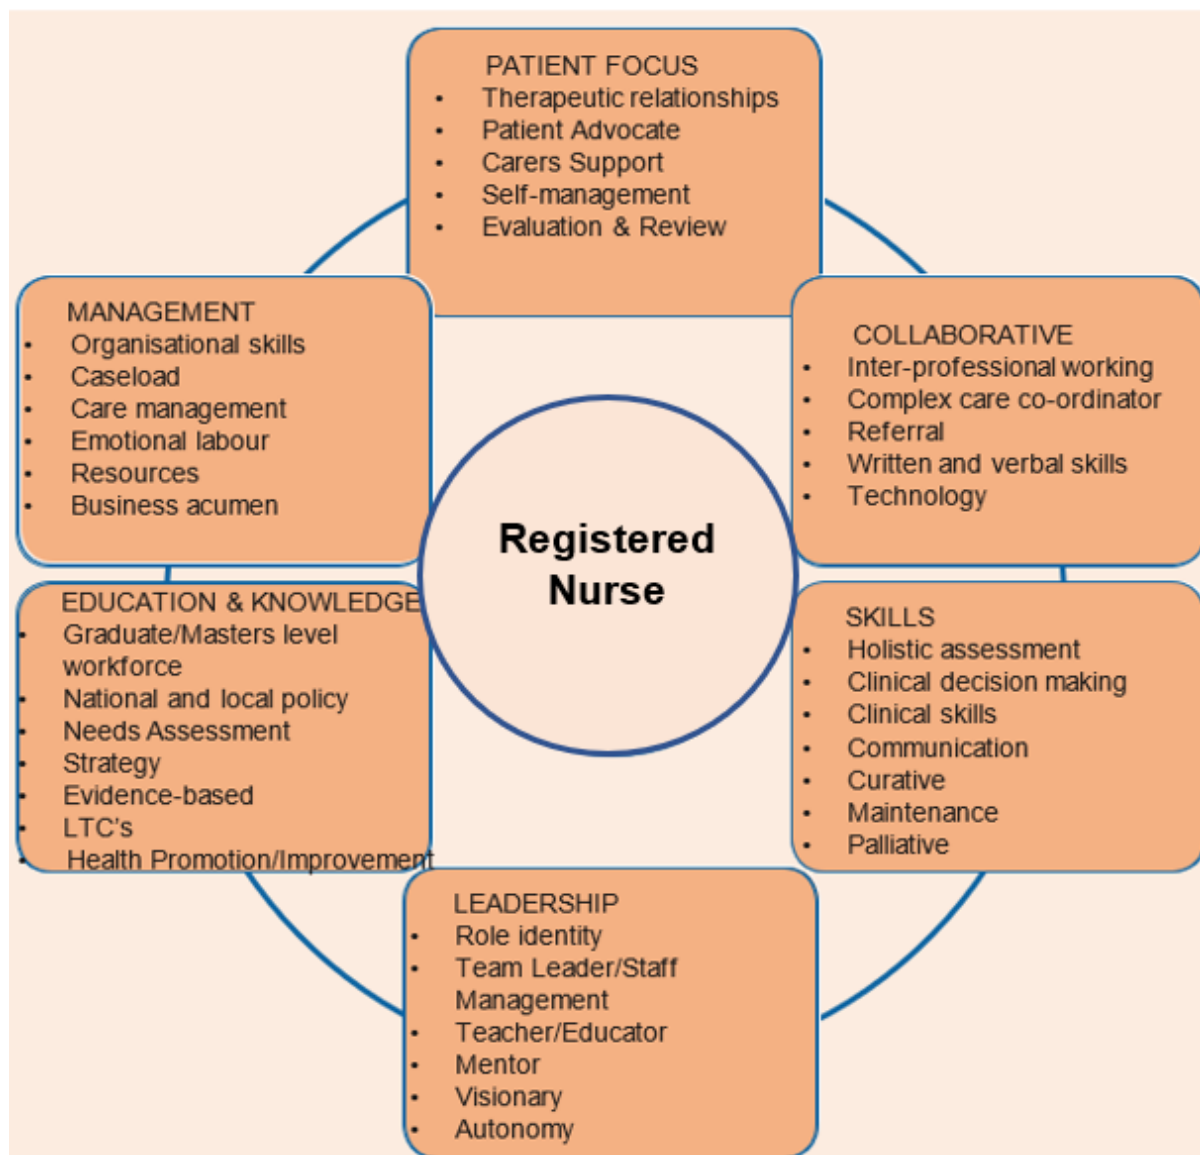 PATIENT FOCUS
• Therapeutic relationships
• Patient Advocate
• Carers Support
• Self-management
• Evaluation & Review
MANAGEMENT
• Organisational skills
• Caseload
• Care management
• Emotional labour
• Resources
• Business acumen
COLLABORATIVE
• Inter-professional working
• Complex care co-ordinator
• Referral
• Written and verbal skills
• Technology
Registered
Nurse
EDUCATION & KNOWLEDGE
• Graduate/Masters level
workforce
• National and local policy
• Needs Assessment
• Strategy
• Evidence-based
• LTC's
• Health Promotion/Improvement
SKILLS
• Holistic assessment
• Clinical decision making
• Clinical skills
• Communication
• Curative
• Maintenance
• Palliative
LEADERSHIP
• Role identity
• Team Leader/Staff
Management
• Teacher/Educator
• Mentor
• Visionary
• Autonomy